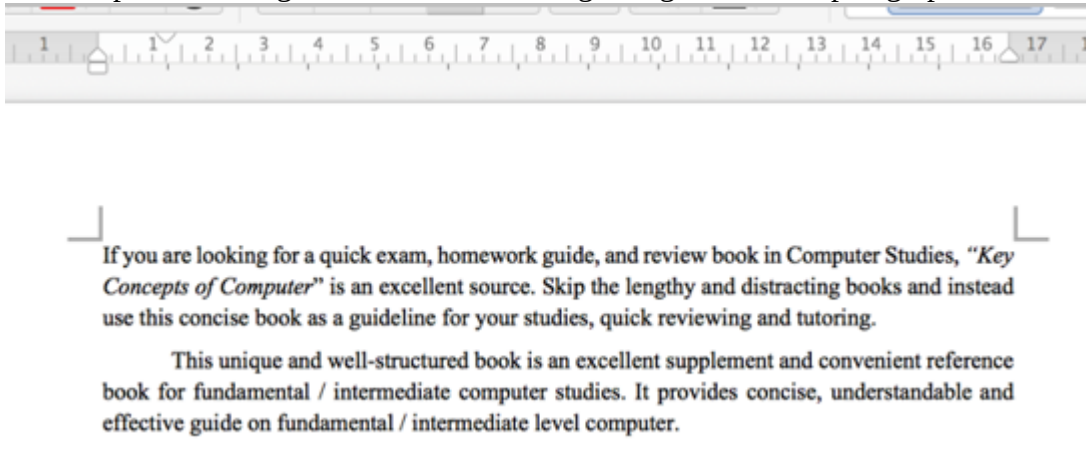 1 1 2 3 4 5 6 7 8 9 10 11 12 13 14 15 16 17 1
If you are looking for a quick exam, homework guide, and review book in Computer Studies, “Key
Concepts of Computer” is an excellent source. Skip the lengthy and distracting books and instead
use this concise book as a guideline for your studies, quick reviewing and tutoring.
This unique and well-structured book is an excellent supplement and convenient reference
book for fundamental / intermediate computer studies. It provides concise, understandable and
effective guide on fundamental / intermediate level computer.